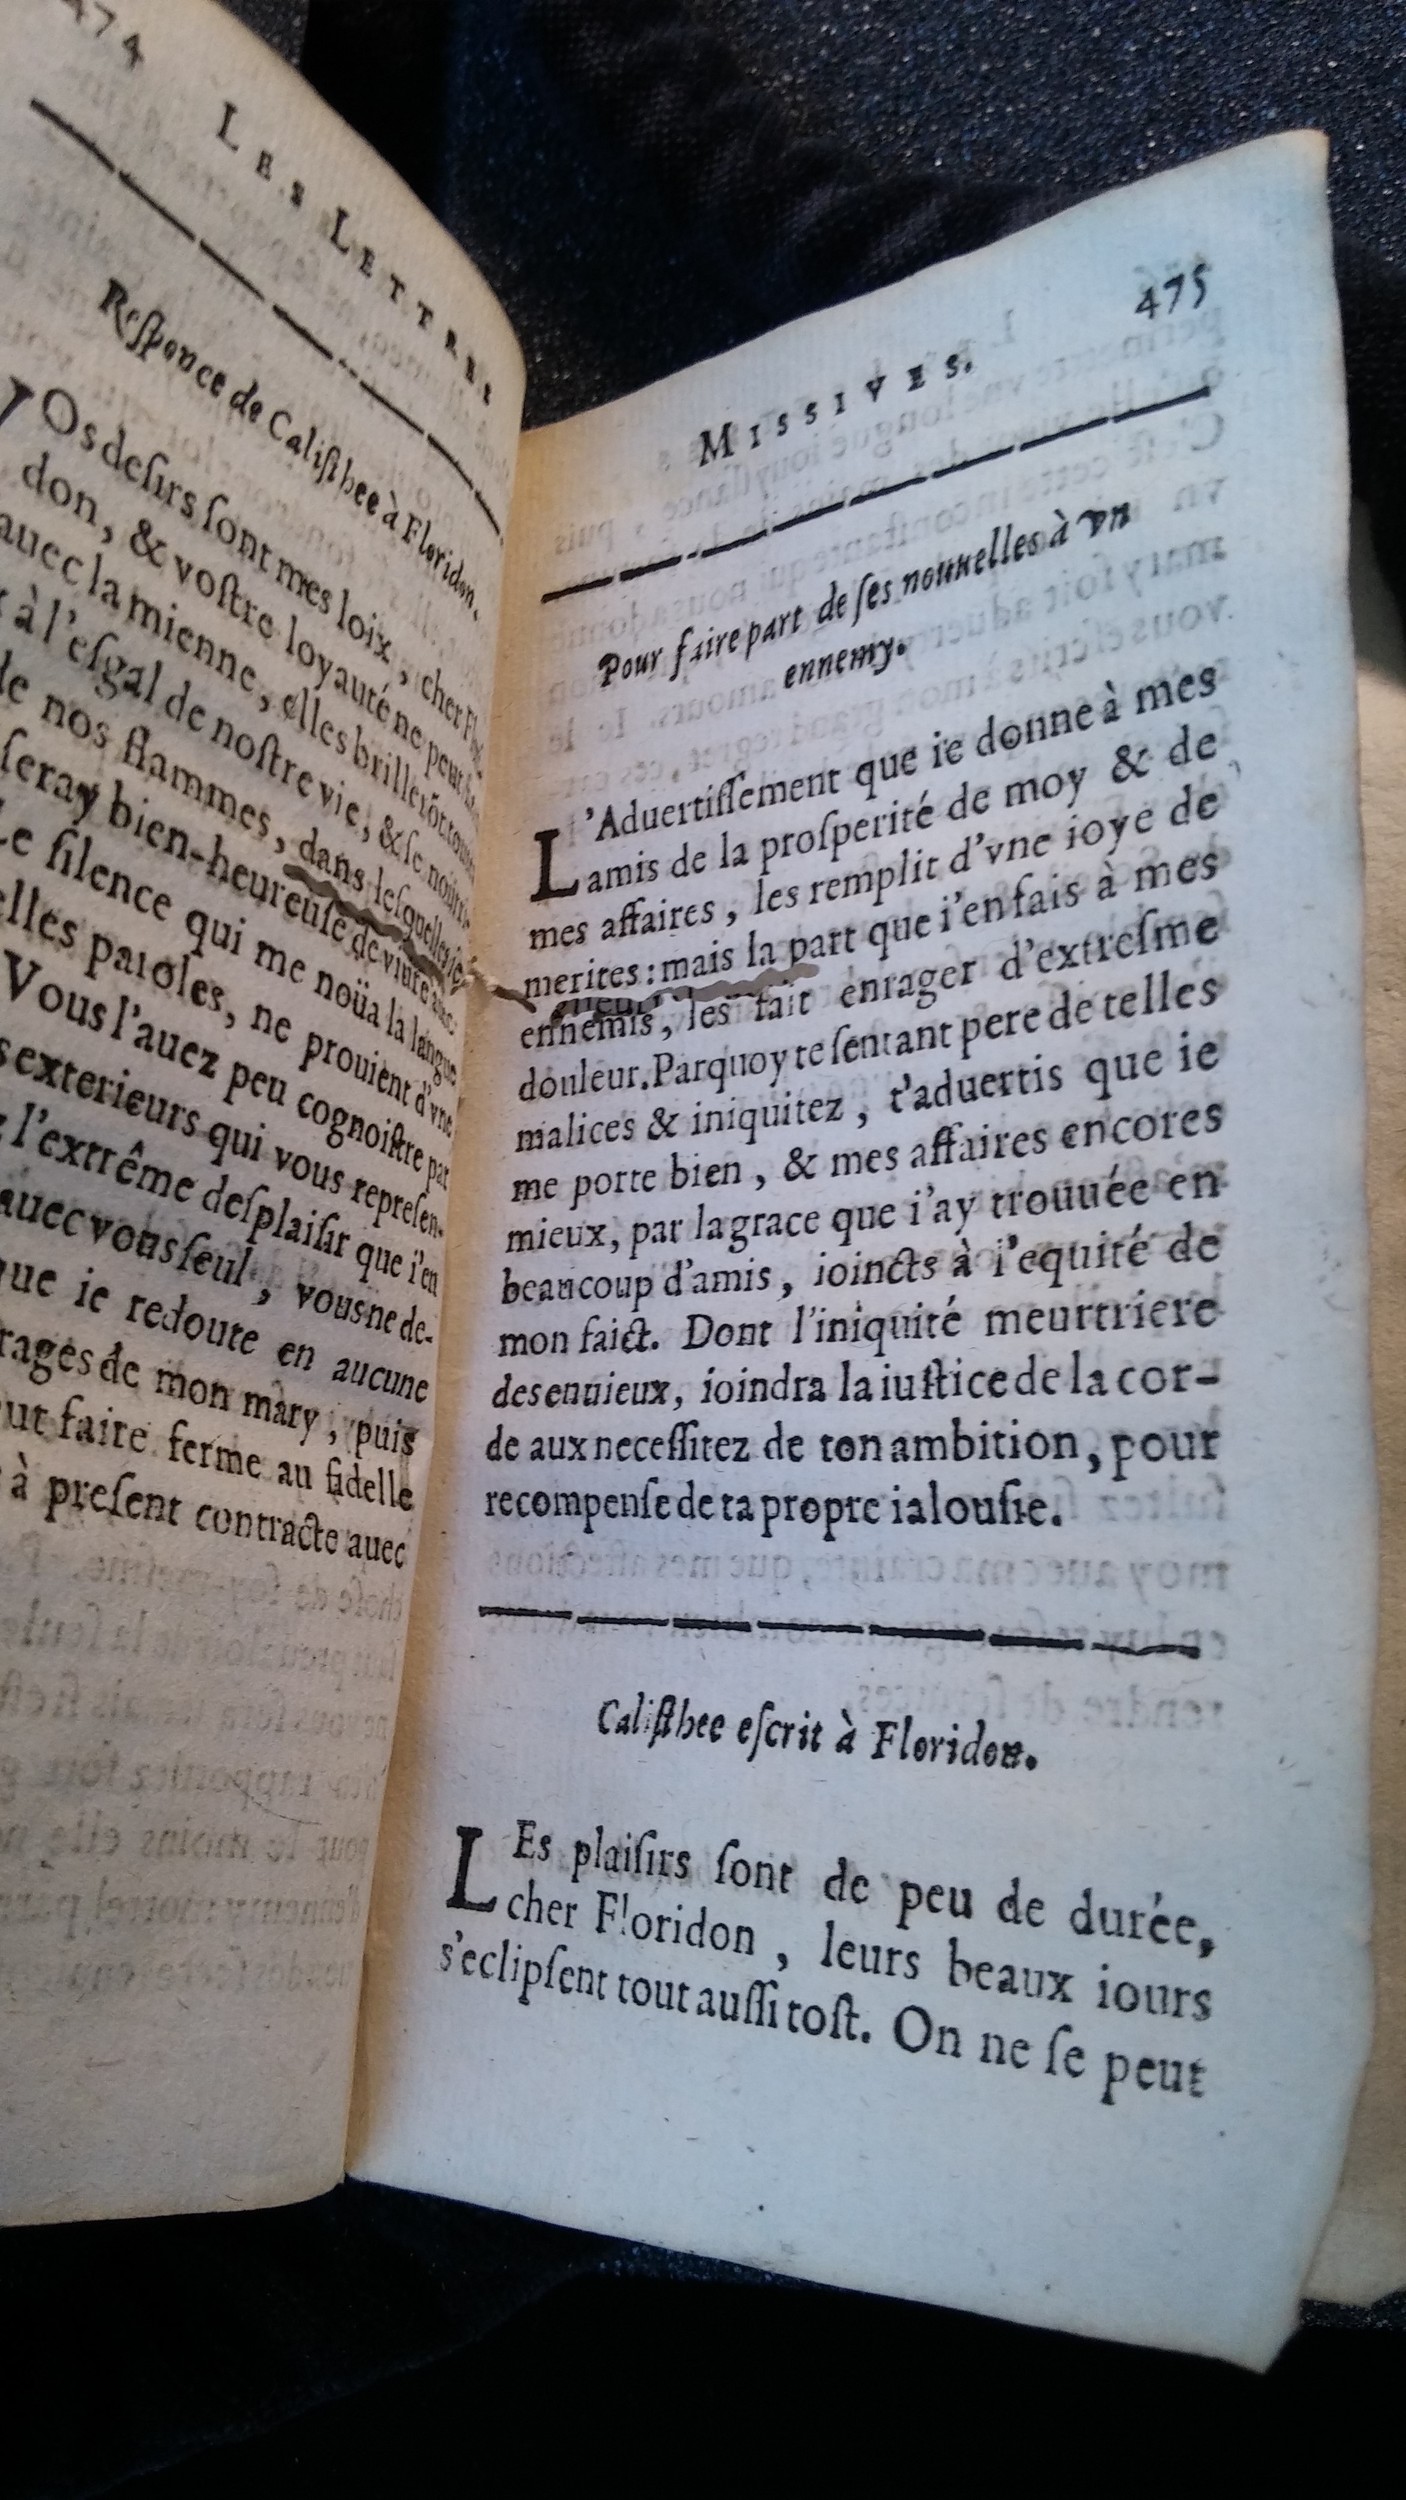 474
LES LETTRES
Responce de Calisthee à Floridon.
VOs desirs sont mes loix, cher Flori-
don, & vostre loyauté ne peut
auec la mienne, elles brillerõt
à l'esgal de nostre vie, & se
de nos flammes, dans lesquelles ie
seray bien-heureuse de viure
Le silence qui me noüa la langue
elles paroles, ne prouient d'vne
Vous l'auez peu cognoistre par
exterieurs qui vous represen-
l'extrême desplaisir que i'en
auec vous seul, vous ne de-
que ie redoute en aucune
de mon mary, puis
faire ferme au fidelle
à present contracte auec
475
MISSIVES.
Pour faire part de ses nouuelles à vn
ennemy.
L'Aduertissement que ie donne à mes
amis de la prosperité de moy & de
mes affaires, les remplit d'vne ioye de
merites: mais la part que i'en fais à mes
ennemis, les fait enrager d'extresme
douleur. Parquoy te sentant pere de telles
malices & iniquitez, t'aduertis que ie
me porte bien, & mes affaires encores
mieux, par la grace que i'ay trouuée en
beaucoup d'amis, ioincts à l'equité de
mon faict. Dont l'iniquité meurtriere
des enuieux, ioindra la iustice de la cor-
de aux necessitez de ton ambition, pour
recompense de ta propre ialousie.
Calisthee escrit à Floridon.
LEs plaisirs sont de peu de durée,
cher Floridon, leurs beaux iours
s'eclipsent tout aussi tost. On ne se peut